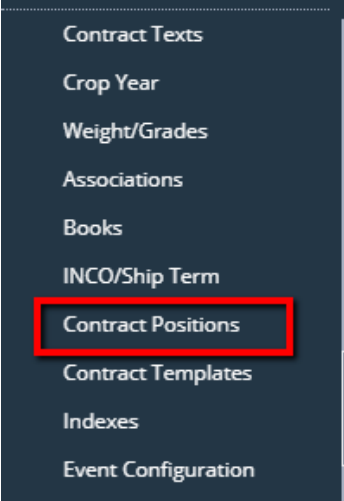 Contract Texts
Crop Year
Weight/Grades
Associations
Books
INCO/Ship Term
Contract Positions
Contract Templates
Indexes
Event Configuration